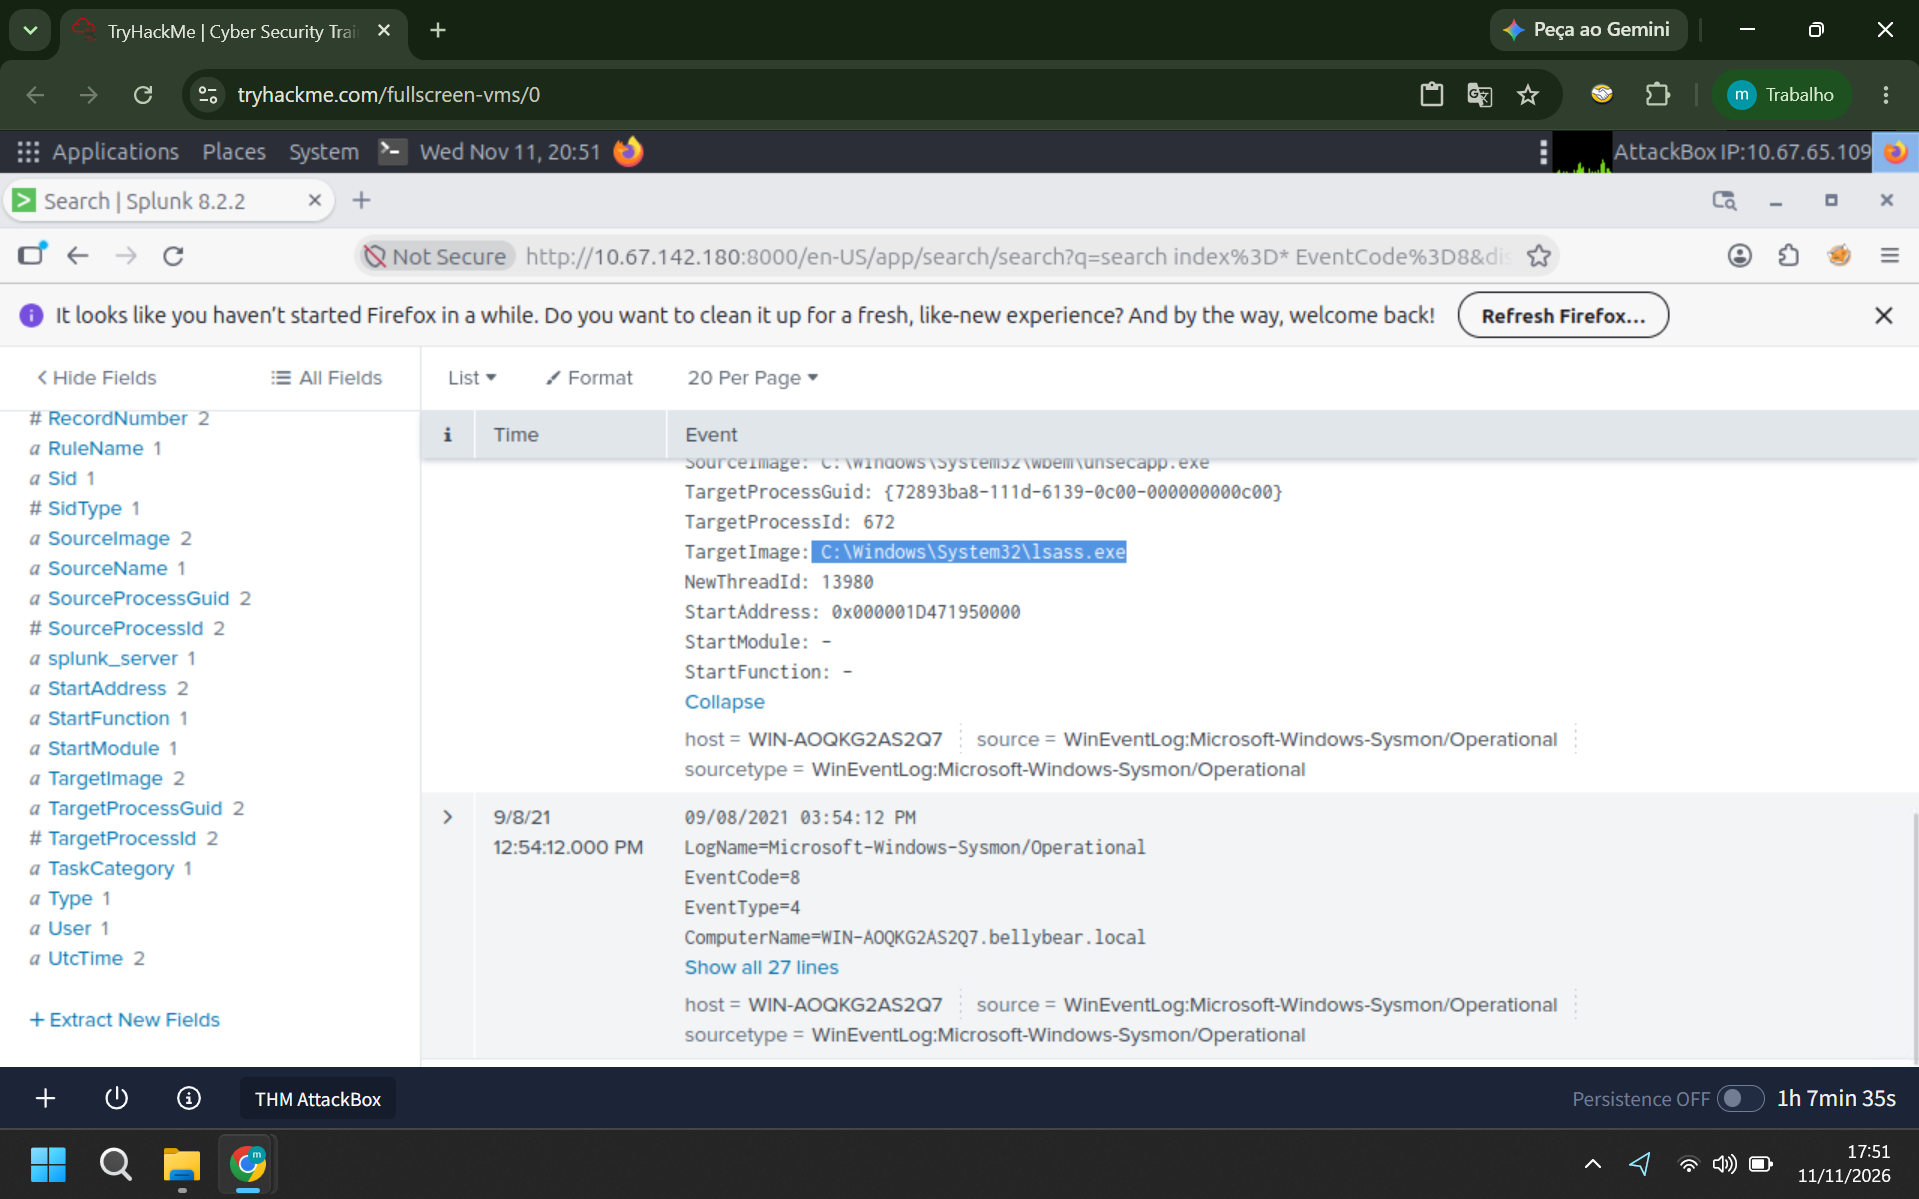 TryHackMe | Cyber Security Trai
Peça ao Gemini
tryhackme.com/fullscreen-vms/0
m Trabalho
Applications Places System Wed Nov 11, 20:51 AttackBox IP:10.67.65.109
Search | Splunk 8.2.2
Not Secure http://10.67.142.180:8000/en-US/app/search/search?q=search index%3D* EventCode%3D8&dis
It looks like you haven't started Firefox in a while. Do you want to clean it up for a fresh, like-new experience? And by the way, welcome back! Refresh Firefox...
Hide Fields All Fields
# RecordNumber 2
a RuleName 1
a Sid 1
# SidType 1
a SourceImage 2
a SourceName 1
a SourceProcessGuid 2
# SourceProcessId 2
a splunk_server 1
a StartAddress 2
a StartFunction 1
a StartModule 1
a TargetImage 2
a TargetProcessGuid 2
# TargetProcessId 2
a TaskCategory 1
a Type 1
a User 1
a UtcTime 2
+ Extract New Fields
List Format 20 Per Page
i Time Event
SourceImage: C:\Windows\System32\wbem\unsecapp.exe
TargetProcessGuid: {72893ba8-111d-6139-0c00-000000000c00}
TargetProcessId: 672
TargetImage: C:\Windows\System32\lsass.exe
NewThreadId: 13980
StartAddress: 0x000001D471950000
StartModule: -
StartFunction: -
Collapse
host = WIN-AOQKG2AS2Q7 source = WinEventLog:Microsoft-Windows-Sysmon/Operational
sourcetype = WinEventLog:Microsoft-Windows-Sysmon/Operational
9/8/21
12:54:12.000 PM
09/08/2021 03:54:12 PM
LogName=Microsoft-Windows-Sysmon/Operational
EventCode=8
EventType=4
ComputerName=WIN-AOQKG2AS2Q7.bellybear.local
Show all 27 lines
host = WIN-AOQKG2AS2Q7 source = WinEventLog:Microsoft-Windows-Sysmon/Operational
sourcetype = WinEventLog:Microsoft-Windows-Sysmon/Operational
THM AttackBox
Persistence OFF 1h 7min 35s
m
17:51
11/11/2026